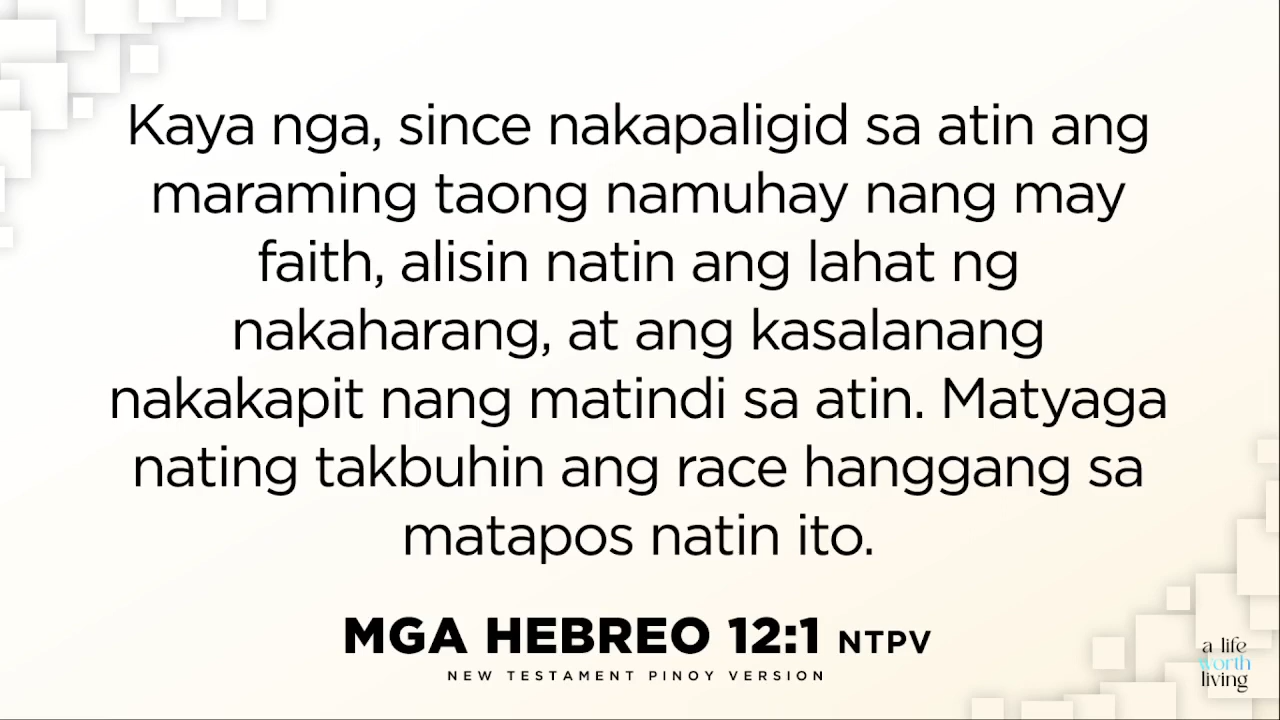 Kaya nga, since nakapaligid sa atin ang
maraming taong namuhay nang may
faith, alisin natin ang lahat ng
nakaharang, at ang kasalanang
nakakapit nang matindi sa atin. Matyaga
nating takbuhin ang race hanggang sa
matapos natin ito.
MGA HEBREO 12:1 NTPV
NEW TESTAMENT PINOY VERSION
a life
worth
living